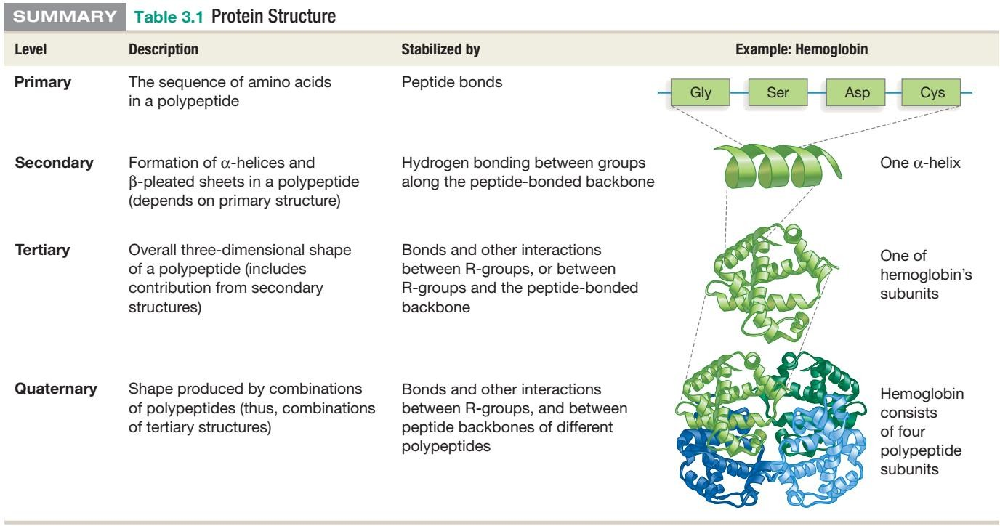 SUMMARY Table 3.1 Protein Structure
Level Description Stabilized by Example: Hemoglobin
Primary The sequence of amino acids Peptide bonds
in a polypeptide
Gly Ser Asp Cys
Secondary Formation of α-helices and Hydrogen bonding between groups One α-helix
β-pleated sheets in a polypeptide along the peptide-bonded backbone
(depends on primary structure)
Tertiary Overall three-dimensional shape Bonds and other interactions
of a polypeptide (includes between R-groups, or between
contribution from secondary R-groups and the peptide-bonded
structures) backbone
One of
hemoglobin's
subunits
Quaternary Shape produced by combinations Bonds and other interactions
of polypeptides (thus, combinations between R-groups, and between
of tertiary structures) peptide backbones of different
polypeptides
Hemoglobin
consists
of four
polypeptide
subunits